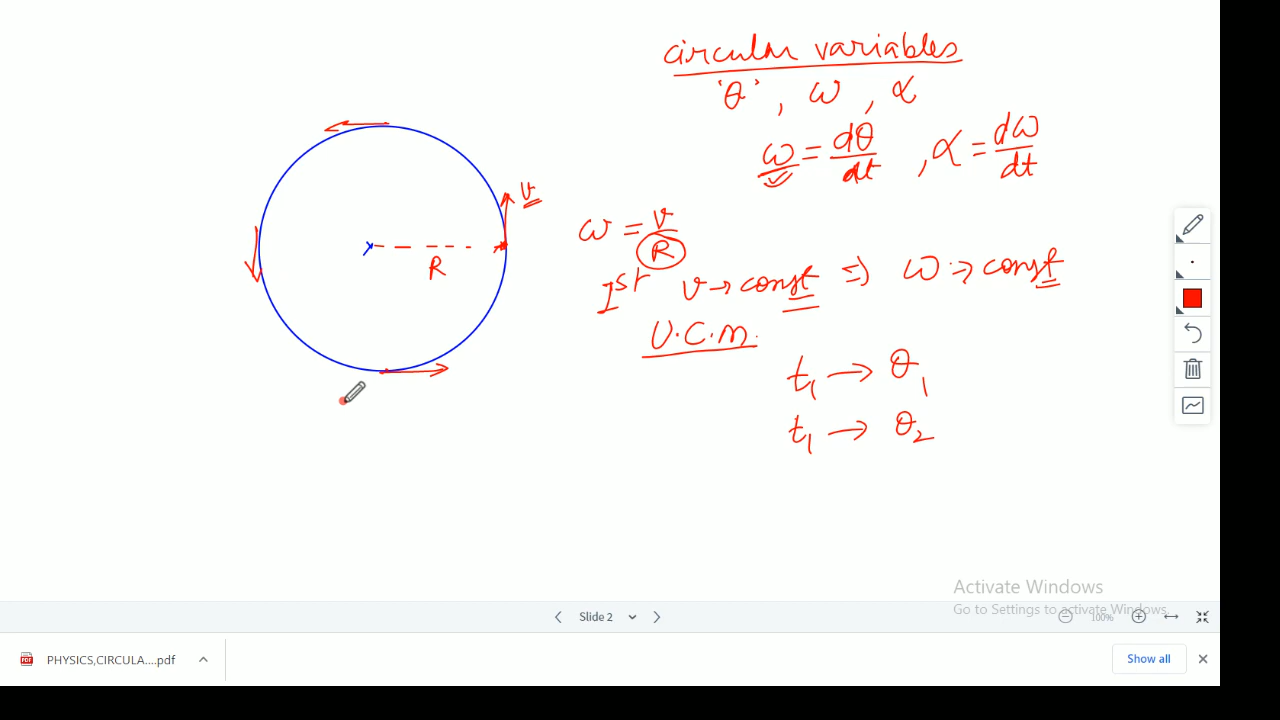 circular variables
'θ' , ω , α
ω = dθ/dt , α = dω/dt
v
ω = v/R
R
Ist v → const ⇒ ω → const
U.C.M.
t₁ → θ₁
t₁ → θ₂
Activate Windows
Go to Settings to activate Windows.
Slide 2
100%
PHYSICS,CIRCULA....pdf
Show all